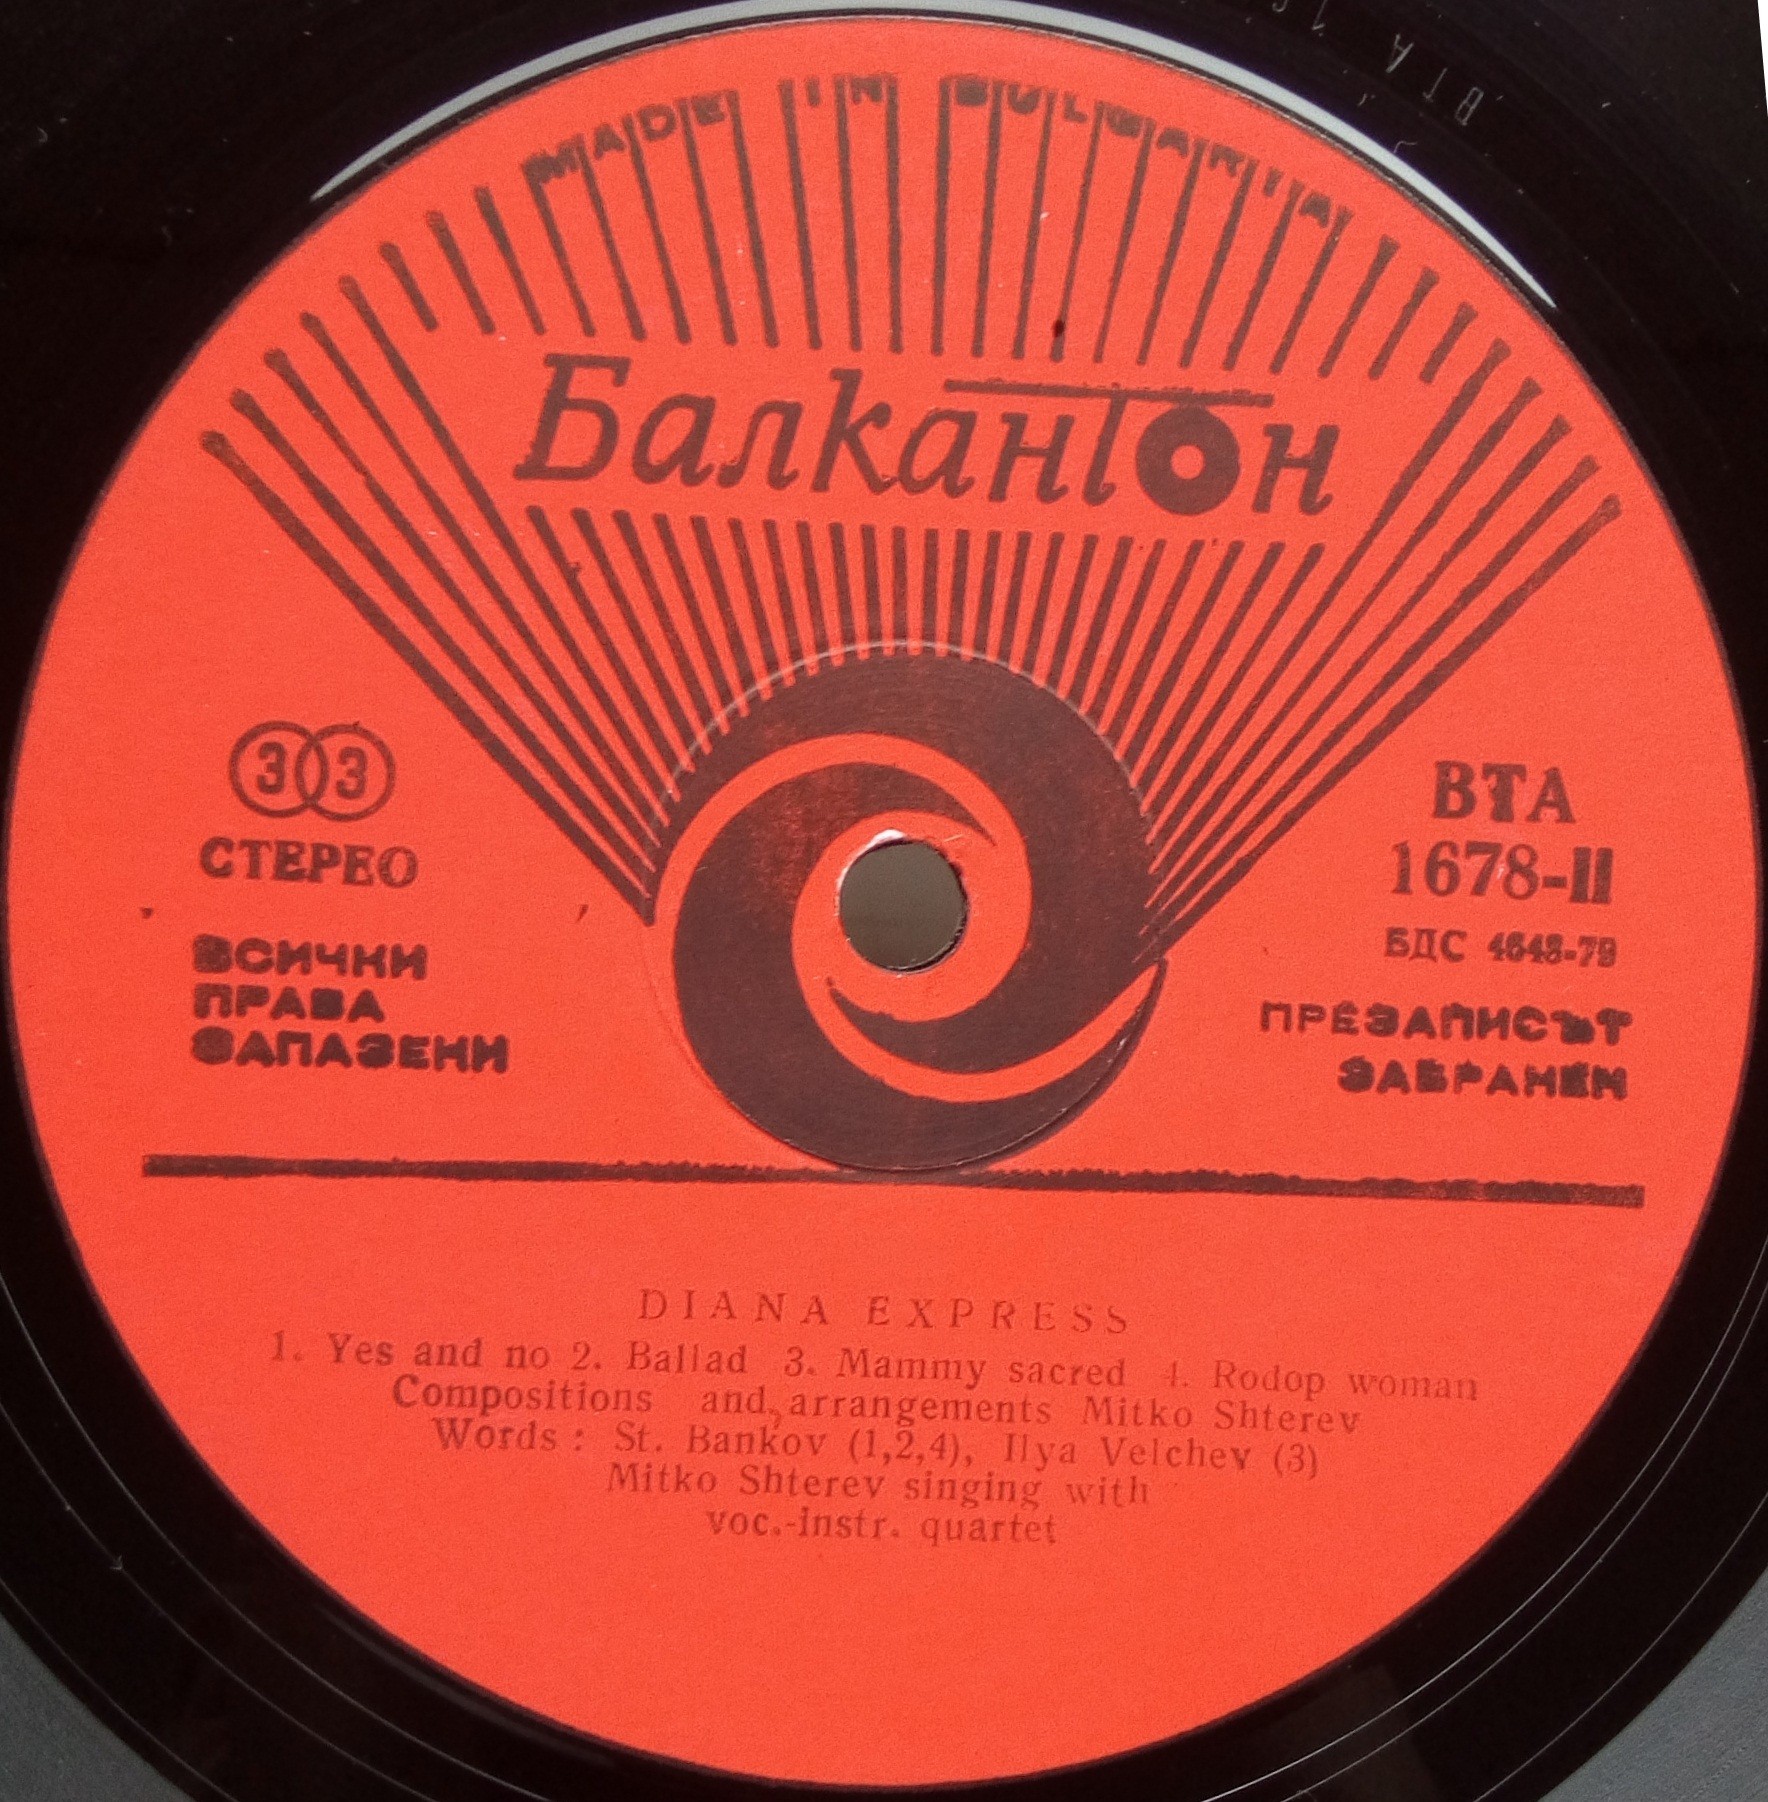 BTA 1
MADE IN BULGARIA
Балкантон
33
СТЕРЕО
ВСИЧКИ
ПРАВА
ЗАПАЗЕНИ
ВТА
1678-II
БДС 4648-79
ПРЕЗАПИСЪТ
ЗАБРАНЕН
DIANA EXPRESS
1. Yes and no 2. Ballad 3. Mammy sacred 4. Rodop woman
Compositions and arrangements Mitko Shterev
Words: St. Bankov (1,2,4), Ilya Velchev (3)
Mitko Shterev singing with
voc.-instr. quartet